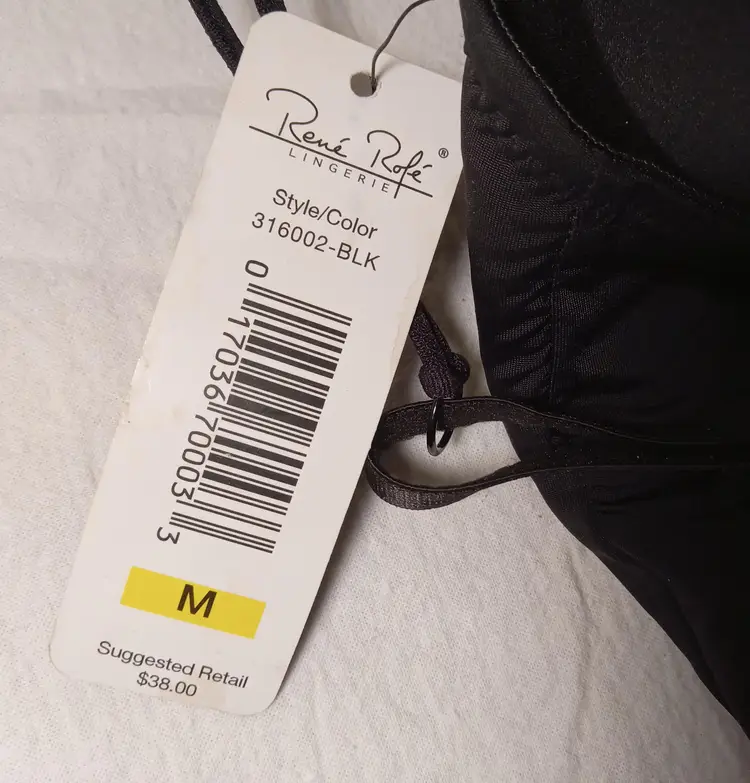 René Rofé®
LINGERIE
Style/Color
316002-BLK
0 17036 70003 3
M
Suggested Retail
$38.00